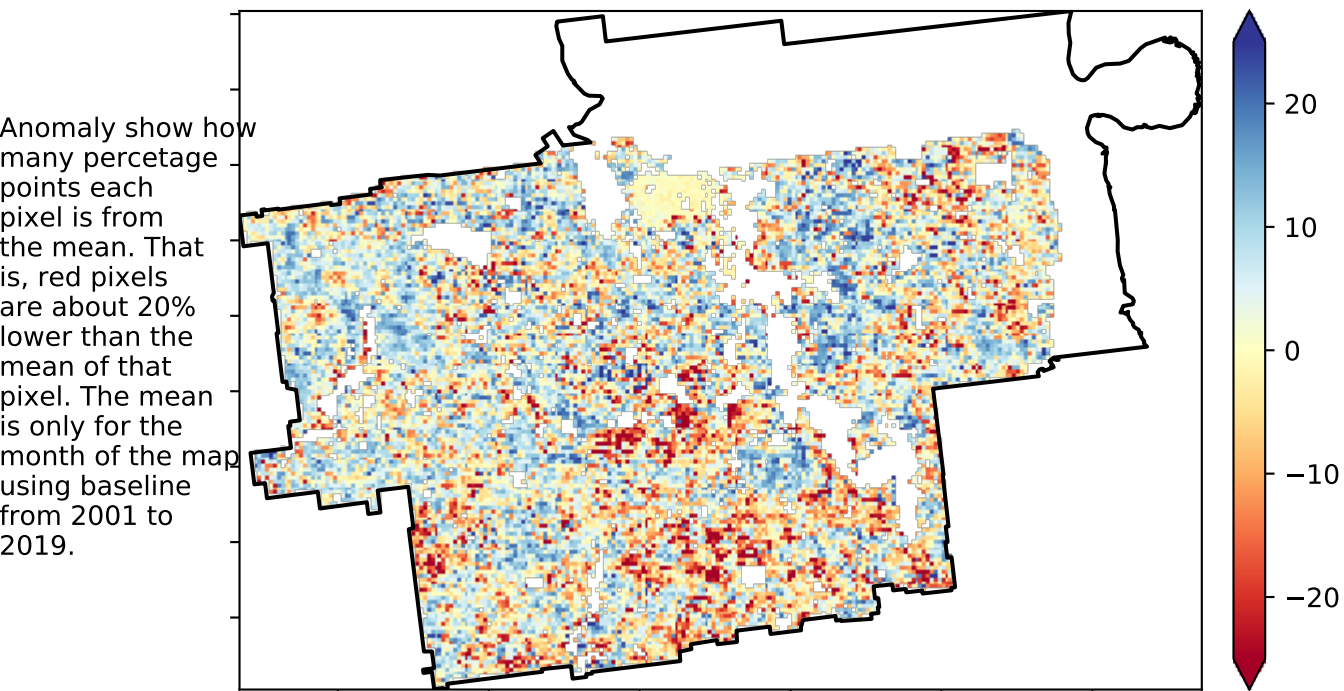 Anomaly show how
many percetage
points each
pixel is from
the mean. That
is, red pixels
are about 20%
lower than the
mean of that
pixel. The mean
is only for the
month of the map
using baseline
from 2001 to
2019.
20
10
0
−10
−20